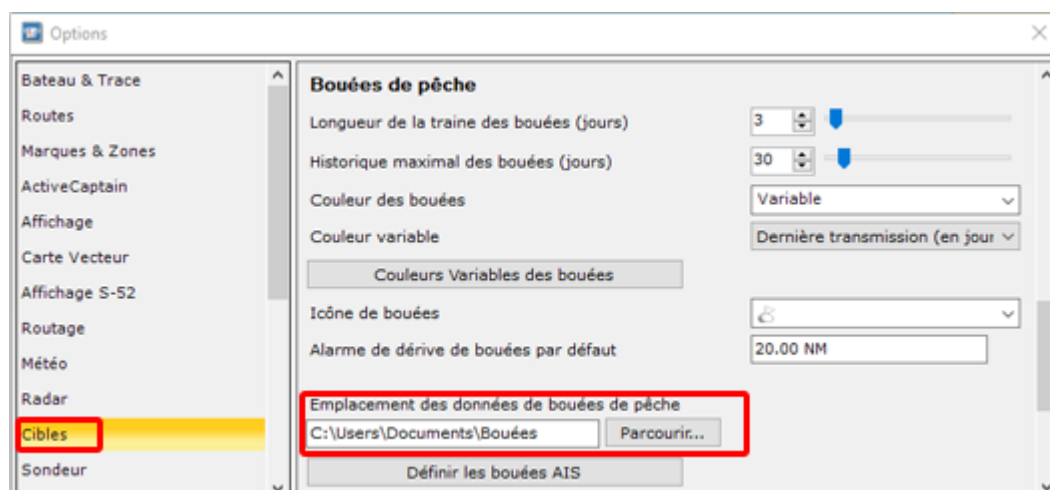 Options
Bateau & Trace
Routes
Marques & Zones
ActiveCaptain
Affichage
Carte Vecteur
Affichage S-52
Routage
Météo
Radar
Cibles
Sondeur
Bouées de pêche
Longueur de la traine des bouées (jours)
3
Historique maximal des bouées (jours)
30
Couleur des bouées
Variable
Couleur variable
Dernière transmission (en jour
Couleurs Variables des bouées
Icône de bouées
Alarme de dérive de bouées par défaut
20.00 NM
Emplacement des données de bouées de pêche
C:\Users\Documents\Bouées
Parcourir...
Définir les bouées AIS